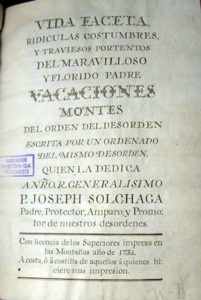 VIDA FACETA,
RIDICULAS COSTUMBRES,
Y TRAVIESOS PORTENTOS
DEL MARAVILLOSO
Y FLORIDO PADRE
VACACIONES
MONTES
DEL ORDEN DEL DESORDEN
ESCRITA POR UN ORDENADO
DEL MISMO DESORDEN,
QUIEN LA DEDICA
A NRO. R. GENERALISIMO
P. JOSEPH SOLCHAGA
Padre, Protector, Amparo, y Promo
tor de nuestros desordenes.
Con licencia de los Superiores impresa en
las Montañas año de 1734.
A costa, ó à costilla de aquellos à quienes hi
ciere mas impresion.
HISTORICA